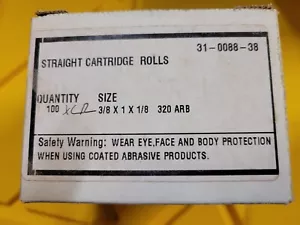 31-0088-38
STRAIGHT CARTRIDGE ROLLS
QUANTITY SIZE
100 XCR 3/8 X 1 X 1/8 320 ARB
Safety Warning: WEAR EYE,FACE AND BODY PROTECTION
WHEN USING COATED ABRASIVE PRODUCTS.